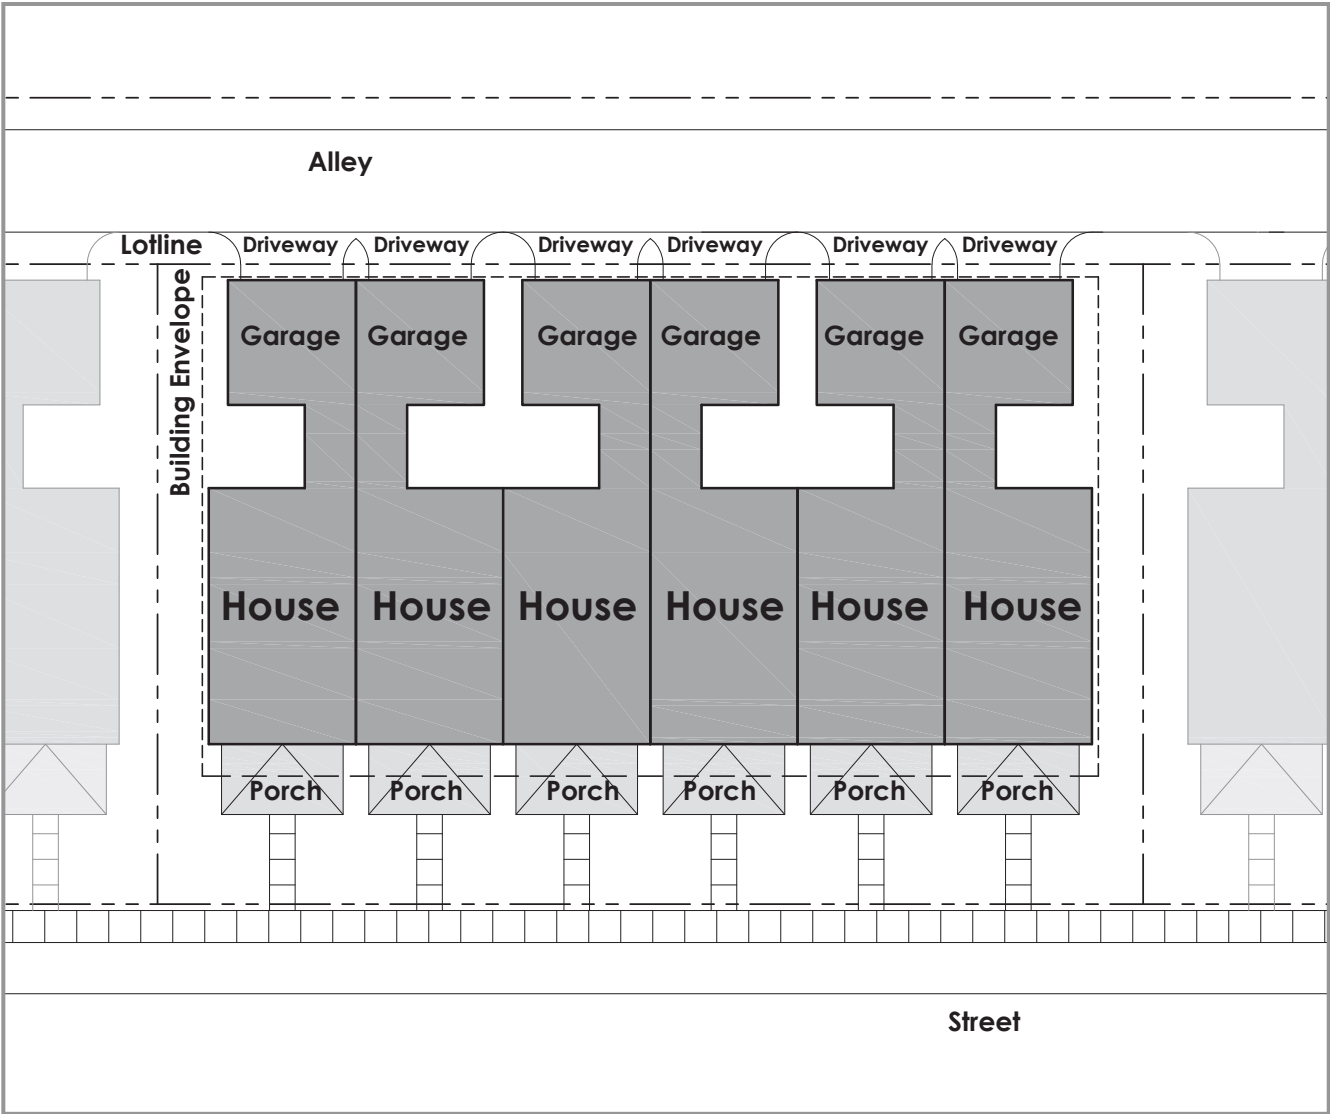 Alley
Lotline
Driveway
Driveway
Driveway
Driveway
Driveway
Driveway
Building Envelope
Garage
Garage
Garage
Garage
Garage
Garage
House
House
House
House
House
House
Porch
Porch
Porch
Porch
Porch
Porch
Street